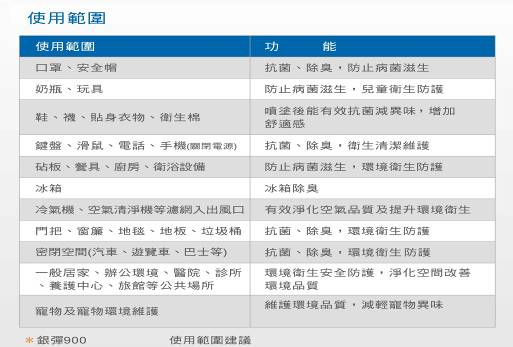 使用範圍
使用範圍 功 能
口罩、安全帽 抗菌、除臭，防止病菌滋生
奶瓶、玩具 防止病菌滋生，兒童衛生防護
鞋、襪、貼身衣物、衛生棉 噴塗後能有效抗菌減異味，增加
舒適感
鍵盤、滑鼠、電話、手機(關閉電源) 抗菌、除臭，衛生清潔維護
砧板、餐具、廚房、衛浴設備 防止病菌滋生，環境衛生防護
冰箱 冰箱除臭
冷氣機、空氣清淨機等濾網入出風口 有效淨化空氣品質及提升環境衛生
門把、窗簾、地毯、地板、垃圾桶 抗菌、除臭，環境衛生防護
密閉空間(汽車、遊覽車、巴士等) 抗菌、除臭，環境衛生防護
一般居家、辦公環境、醫院、診所 環境衛生安全防護，淨化空間改善
、養護中心、旅館等公共場所 環境品質
寵物及寵物環境維護 維護環境品質，減輕寵物異味
*銀彈900 使用範圍建議